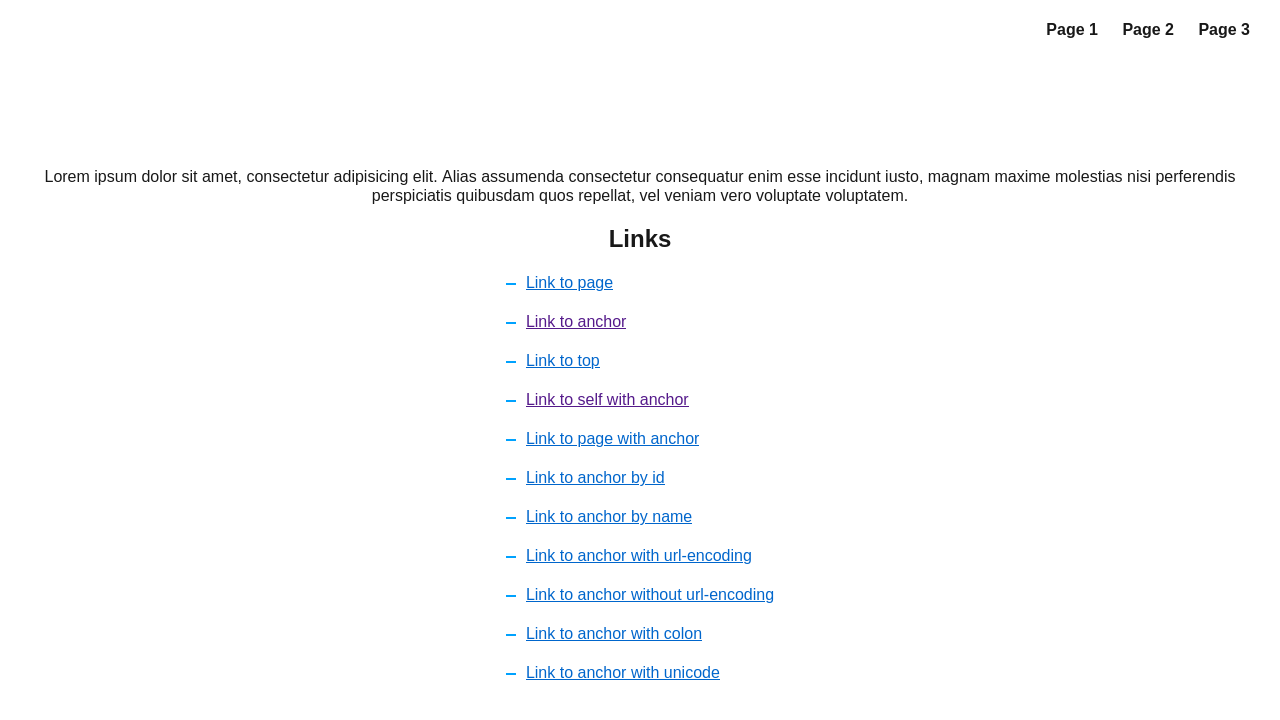 Page 1 Page 2 Page 3
Lorem ipsum dolor sit amet, consectetur adipisicing elit. Alias assumenda consectetur consequatur enim esse incidunt iusto, magnam maxime molestias nisi perferendis
perspiciatis quibusdam quos repellat, vel veniam vero voluptate voluptatem.
Links
Link to page
Link to anchor
Link to top
Link to self with anchor
Link to page with anchor
Link to anchor by id
Link to anchor by name
Link to anchor with url-encoding
Link to anchor without url-encoding
Link to anchor with colon
Link to anchor with unicode